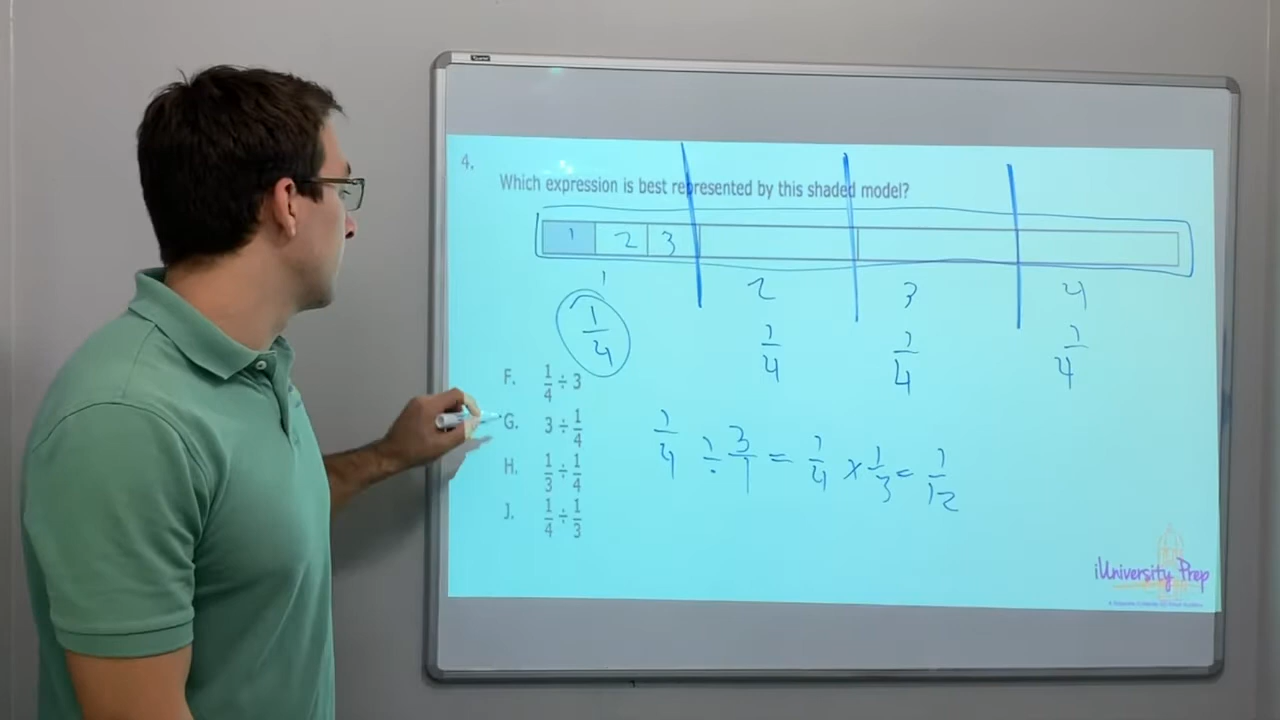 4.
Which expression is best represented by this shaded model?
1 2 3
1 2 3 4
1/4 1/4 1/4 1/4
F. 1/4 ÷ 3
G. 3 ÷ 1/4
H. 1/3 ÷ 1/4
J. 1/4 ÷ 1/3
1/4 ÷ 3/1 = 1/4 × 1/3 = 1/12
iUniversity Prep